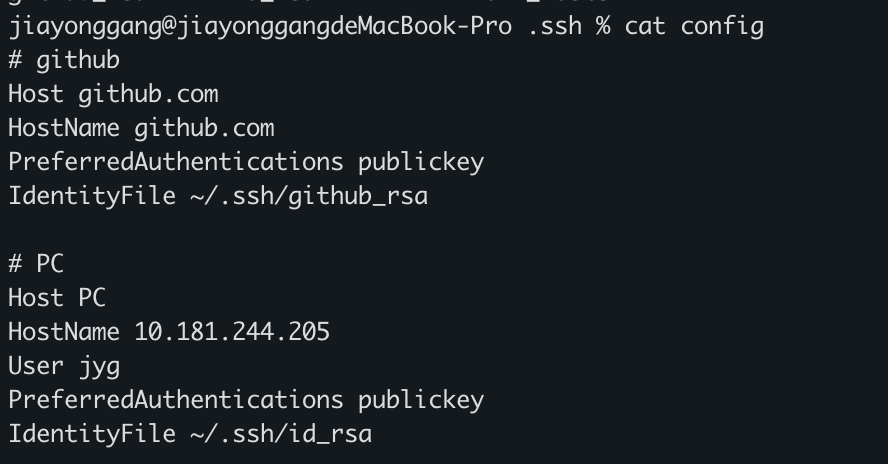 jiayonggang@jiayonggangdeMacBook-Pro .ssh % cat config
# github
Host github.com
HostName github.com
PreferredAuthentications publickey
IdentityFile ~/.ssh/github_rsa

# PC
Host PC
HostName 10.181.244.205
User jyg
PreferredAuthentications publickey
IdentityFile ~/.ssh/id_rsa